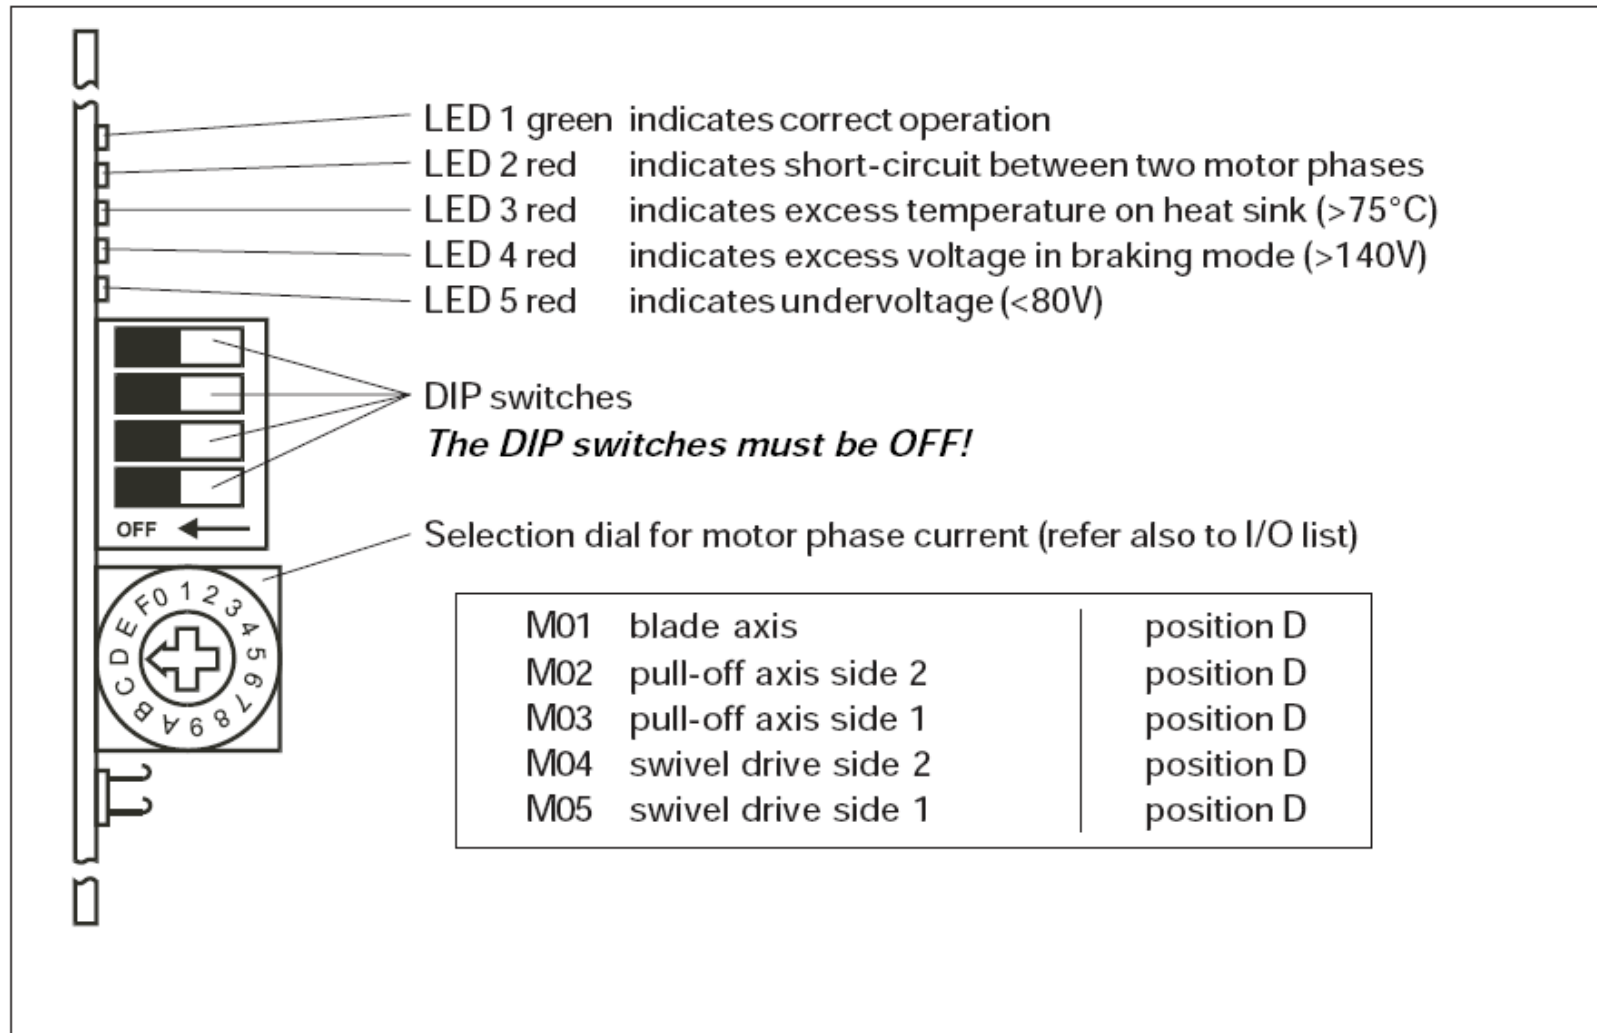 LED 1 green indicates correct operation
LED 2 red indicates short-circuit between two motor phases
LED 3 red indicates excess temperature on heat sink (>75°C)
LED 4 red indicates excess voltage in braking mode (>140V)
LED 5 red indicates undervoltage (<80V)
DIP switches
The DIP switches must be OFF!
OFF
Selection dial for motor phase current (refer also to I/O list)
0 1 2 3 4 5 6 7 8 9 A B C D E F
M01 blade axis position D
M02 pull-off axis side 2 position D
M03 pull-off axis side 1 position D
M04 swivel drive side 2 position D
M05 swivel drive side 1 position D